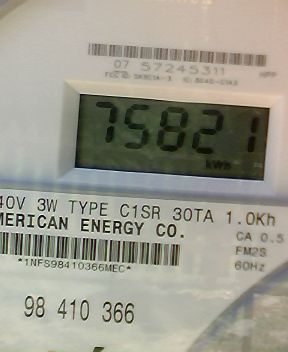 07 57245311
75821
kWh
40V 3W TYPE C1SR 30TA 1.0Kh
MERICAN ENERGY CO.
CA 0.5
FM2S
60Hz
*1NFS98410366MEC*
98 410 366